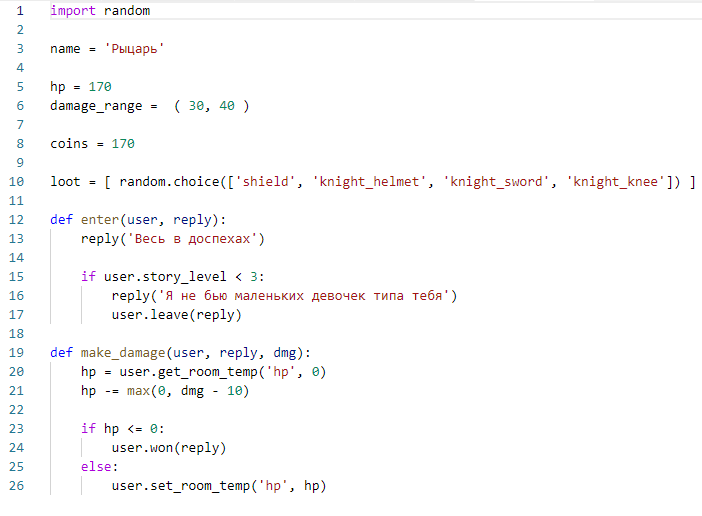 1 import random
2
3 name = 'Рыцарь'
4
5 hp = 170
6 damage_range =  ( 30, 40 )
7
8 coins = 170
9
10 loot = [ random.choice(['shield', 'knight_helmet', 'knight_sword', 'knight_knee']) ]
11
12 def enter(user, reply):
13     reply('Весь в доспехах')
14
15     if user.story_level < 3:
16         reply('Я не бью маленьких девочек типа тебя')
17         user.leave(reply)
18
19 def make_damage(user, reply, dmg):
20     hp = user.get_room_temp('hp', 0)
21     hp -= max(0, dmg - 10)
22
23     if hp <= 0:
24         user.won(reply)
25     else:
26         user.set_room_temp('hp', hp)